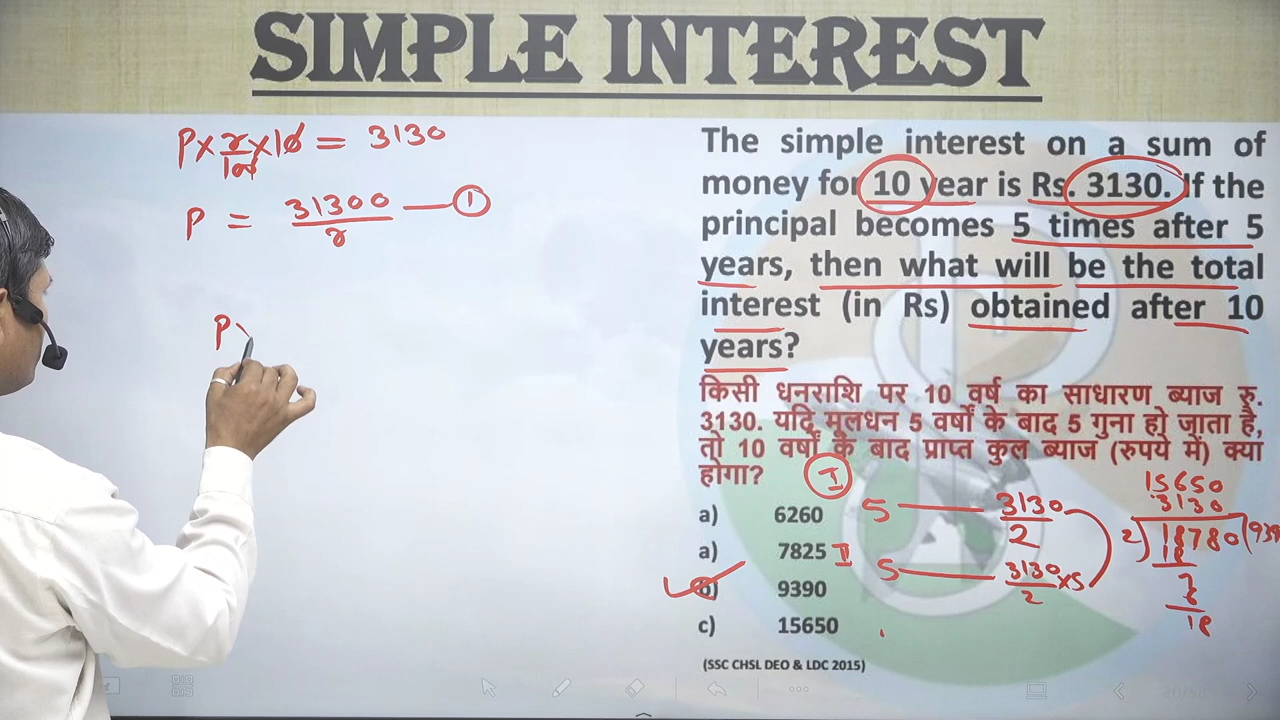 SIMPLE INTEREST
P × r/100 × 10 = 3130
P = 31300/r — ①
P ×
The simple interest on a sum of
money for 10 year is Rs. 3130. If the
principal becomes 5 times after 5
years, then what will be the total
interest (in Rs) obtained after 10
years?
किसी धनराशि पर 10 वर्ष का साधारण ब्याज रु.
3130. यदि मूलधन 5 वर्षों के बाद 5 गुना हो जाता है,
तो 10 वर्षों के बाद प्राप्त कुल ब्याज (रुपये में) क्या
होगा?
a) 6260
a) 7825
b) 9390
c) 15650
(SSC CHSL DEO & LDC 2015)
I
5 — 3130/2
II
5 — 3130/2 ×5
15650
3130
2) 18780 (939
18
7
6
18
20/58